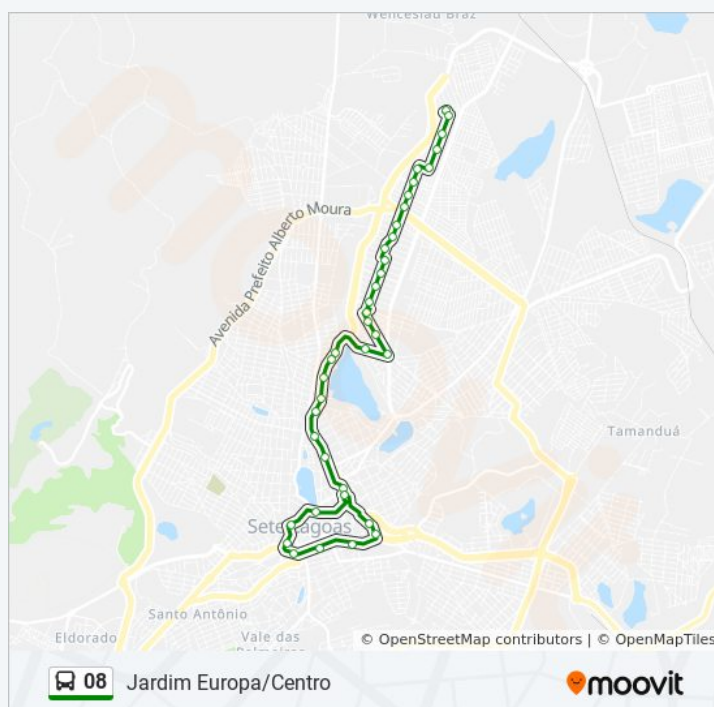 Wenceslau Braz
Avenida Prefeito Alberto Moura
Tamanduá
Sete Lagoas
Santo Antônio
Eldorado
Vale das
Palmeiras
© OpenStreetMap contributors | © OpenMapTiles
08 Jardim Europa/Centro
moovit